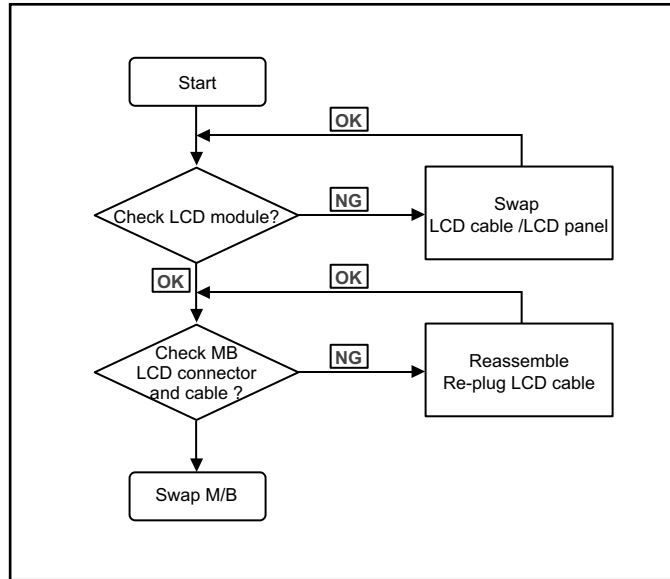 Start
OK
Check LCD module?
NG
Swap
LCD cable /LCD panel
OK
OK
Check MB
LCD connector
and cable ?
NG
Reassemble
Re-plug LCD cable
Swap M/B